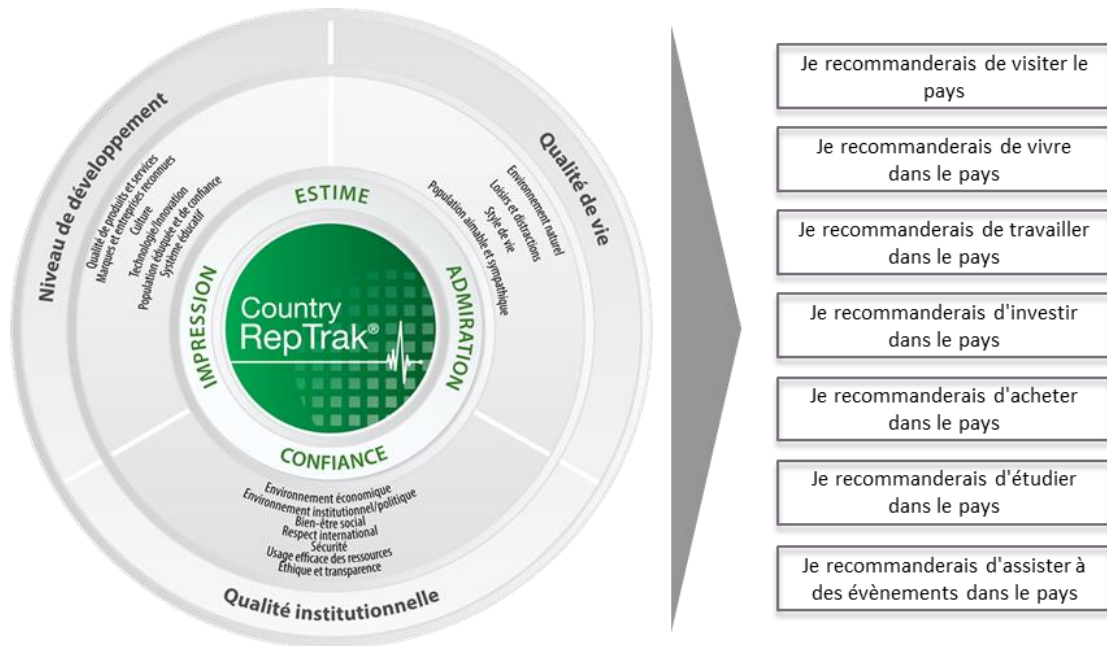 Niveau de développement
Qualité de produits et services
Marques et entreprises reconnues
Culture
Technologie/Innovation
Population éduquée et de confiance
Système éducatif
Qualité de vie
Environnement naturel
Loisirs et distractions
Style de vie
Population aimable et sympathique
ESTIME
IMPRESSION
ADMIRATION
Country
RepTrak®
CONFIANCE
Environnement économique
Environnement institutionnel/politique
Bien-être social
Respect international
Sécurité
Usage efficace des ressources
Éthique et transparence
Qualité institutionnelle
Je recommanderais de visiter le
pays
Je recommanderais de vivre
dans le pays
Je recommanderais de travailler
dans le pays
Je recommanderais d'investir
dans le pays
Je recommanderais d'acheter
dans le pays
Je recommanderais d'étudier
dans le pays
Je recommanderais d'assister à
des évènements dans le pays